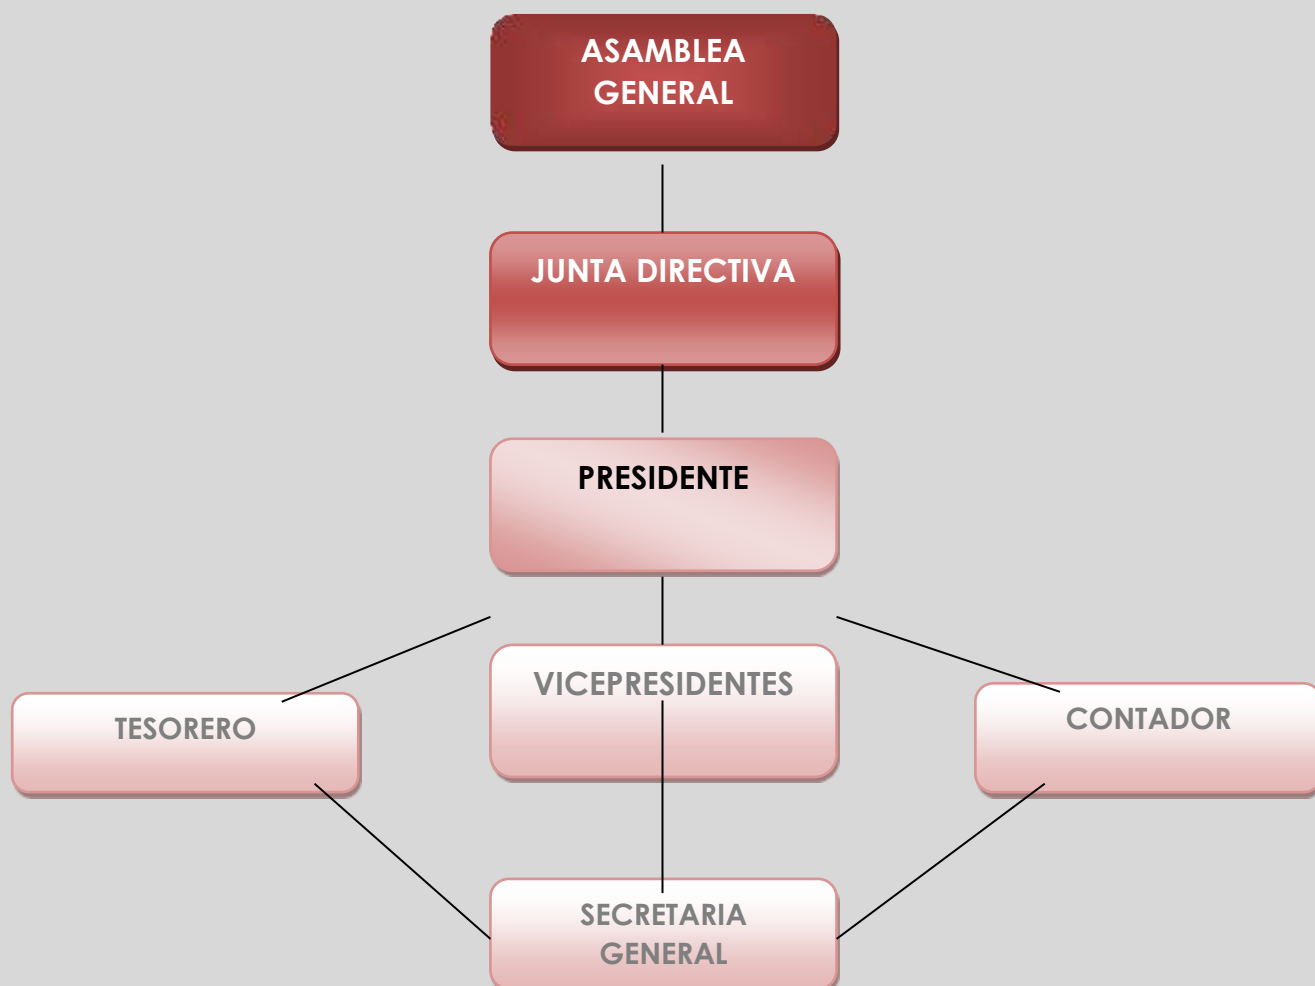 ASAMBLEA
GENERAL
JUNTA DIRECTIVA
PRESIDENTE
VICEPRESIDENTES
TESORERO
CONTADOR
SECRETARIA
GENERAL